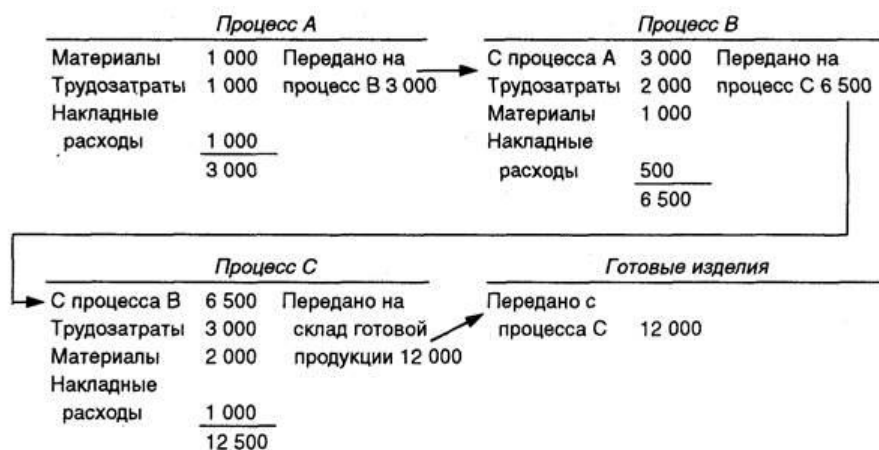 Процесс А
Материалы 1 000 Передано на
Трудозатраты 1 000 процесс В 3 000
Накладные
расходы 1 000
3 000
Процесс В
С процесса А 3 000 Передано на
Трудозатраты 2 000 процесс С 6 500
Материалы 1 000
Накладные
расходы 500
6 500
Процесс С
С процесса В 6 500 Передано на
Трудозатраты 3 000 склад готовой
Материалы 2 000 продукции 12 000
Накладные
расходы 1 000
12 500
Готовые изделия
Передано с
процесса С 12 000